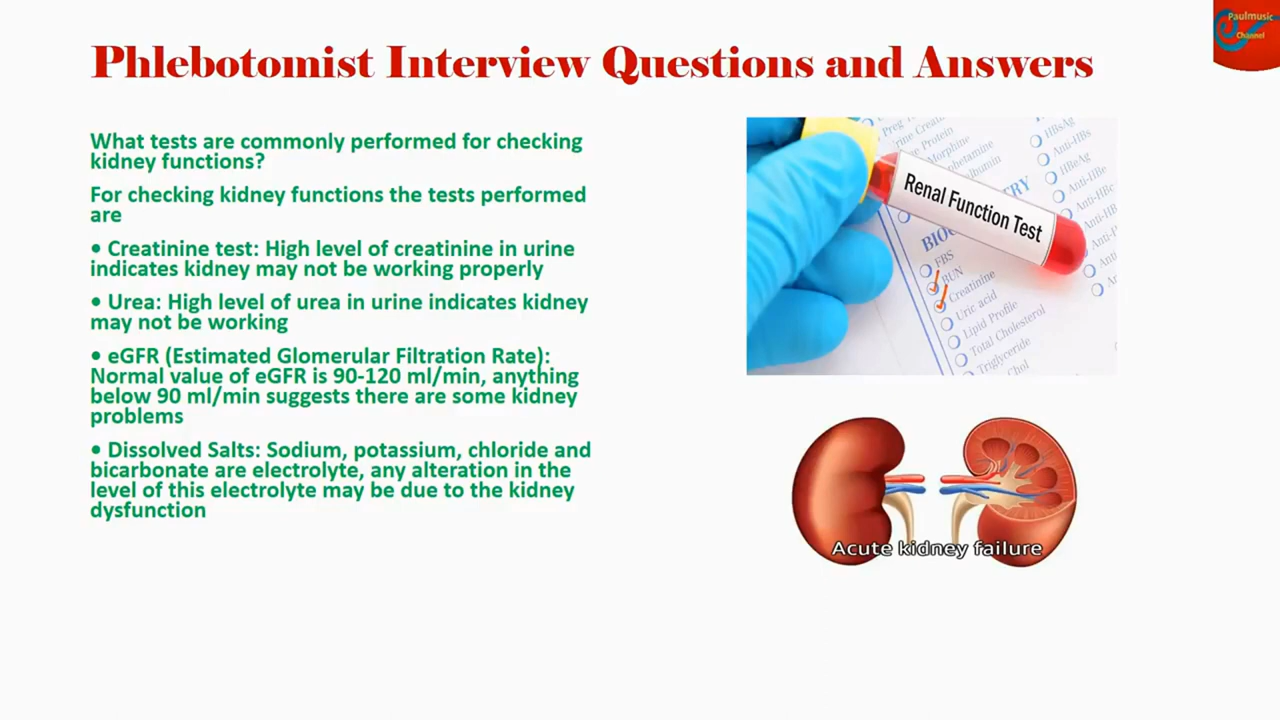 Paulmusic
Channel
Phlebotomist Interview Questions and Answers
What tests are commonly performed for checking
kidney functions?
For checking kidney functions the tests performed
are
• Creatinine test: High level of creatinine in urine
indicates kidney may not be working properly
• Urea: High level of urea in urine indicates kidney
may not be working
• eGFR (Estimated Glomerular Filtration Rate):
Normal value of eGFR is 90-120 ml/min, anything
below 90 ml/min suggests there are some kidney
problems
• Dissolved Salts: Sodium, potassium, chloride and
bicarbonate are electrolyte, any alteration in the
level of this electrolyte may be due to the kidney
dysfunction
Renal Function Test
Morphine
FBS
BUN
Creatinine
Uric acid
Lipid Profile
Total Cholesterol
Triglyceride
Chol
HBsAg
Anti-HBs
HBeAg
Anti-HBe
Anti-HBc
Acute kidney failure